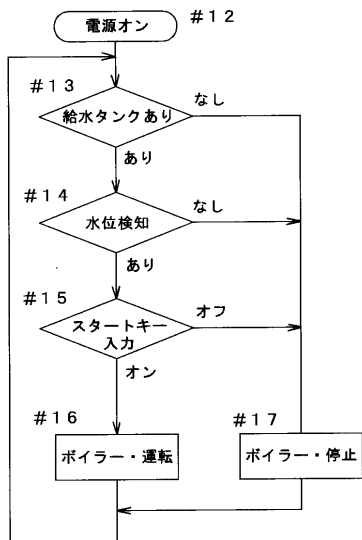 電源オン
#12
#13
給水タンクあり
なし
あり
#14
水位検知
なし
あり
#15
スタートキー
入力
オフ
オン
#16
ボイラー・運転
#17
ボイラー・停止